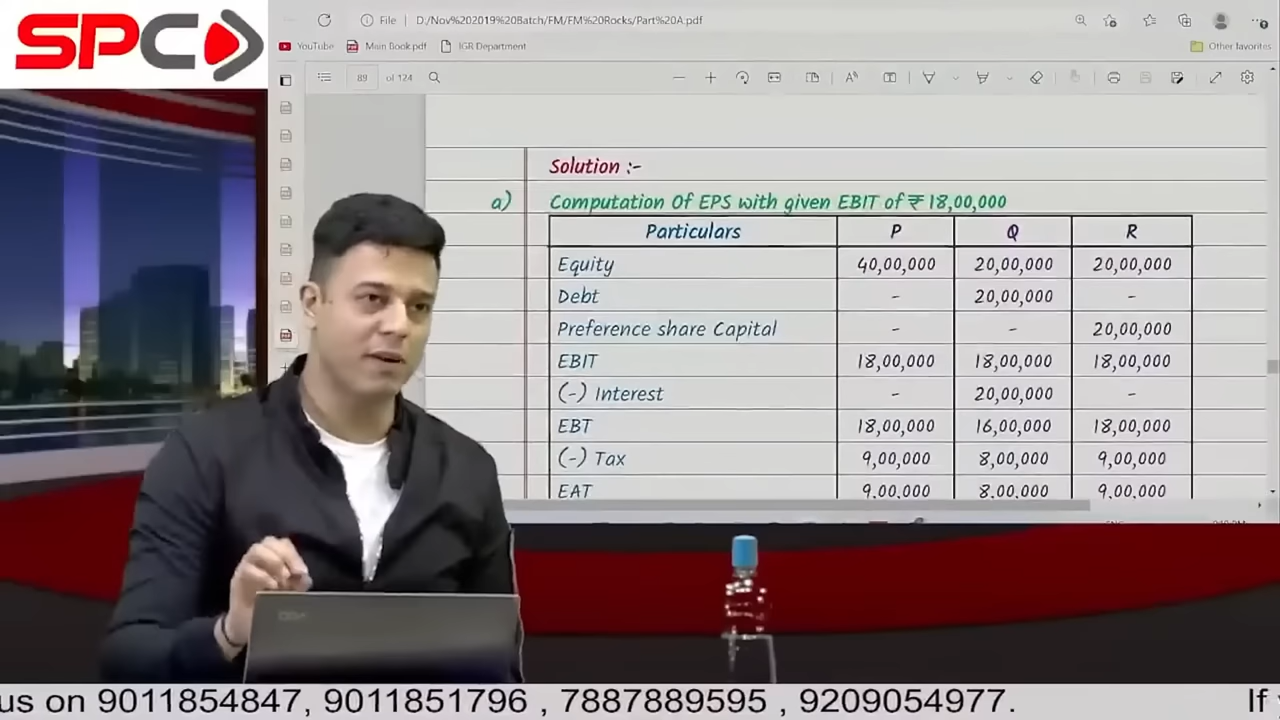 SPC
File D:/Nov%202019%20Batch/FM/FM%20Rocks/Part%20A.pdf
YouTube Main Book.pdf IGR Department Other favorites
89 of 124
Solution :-
a) Computation Of EPS with given EBIT of ₹ 18,00,000
Particulars P Q R
Equity 40,00,000 20,00,000 20,00,000
Debt - 20,00,000 -
Preference share Capital - - 20,00,000
EBIT 18,00,000 18,00,000 18,00,000
(-) Interest - 20,00,000 -
EBT 18,00,000 16,00,000 18,00,000
(-) Tax 9,00,000 8,00,000 9,00,000
EAT 9,00,000 8,00,000 9,00,000
us on 9011854847, 9011851796 , 7887889595 , 9209054977. If